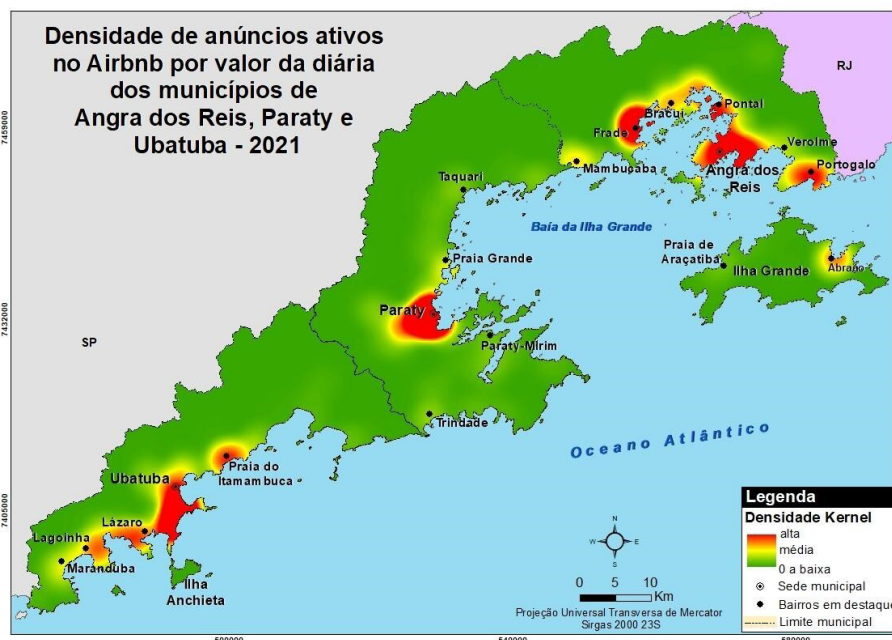 Densidade de anúncios ativos
no Airbnb por valor da diária
dos municípios de
Angra dos Reis, Paraty e
Ubatuba - 2021
RJ
SP
7459000
7432000
7405000
Pontal
Bracuí
Frade
Verolme
Portogalo
Mambucaba
Angra dos
Reis
Taquari
Baía da Ilha Grande
Praia Grande
Praia de
Araçatiba
Ilha Grande
Abraão
Paraty
Paraty-Mirim
Trindade
Oceano Atlântico
Praia do
Itamambuca
Ubatuba
Lázaro
Lagoinha
Maranduba
Ilha
Anchieta
N
W E
S
0 5 10
Km
Projeção Universal Transversa de Mercator
Sirgas 2000 23S
Legenda
Densidade Kernel
alta
média
0 a baixa
Sede municipal
Bairros em destaque
Limite municipal